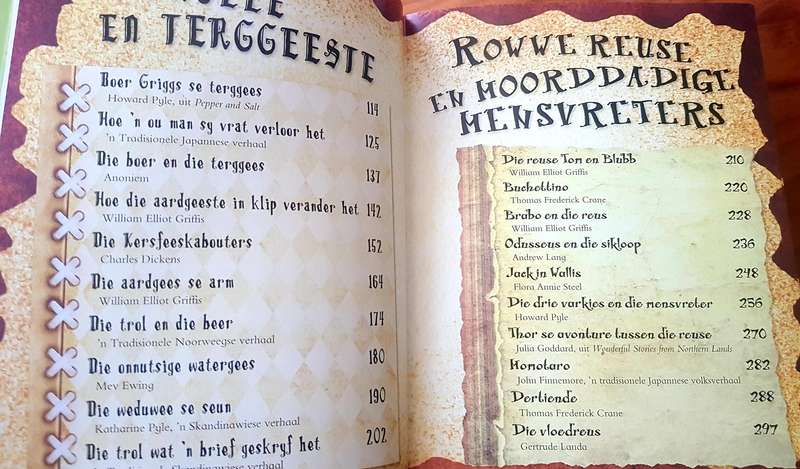 EN TERGGEESTE
Boer Griggs se terggees 114
Howard Pyle, uit Pepper and Salt
Hoe 'n ou man sy vrat verloor het 125
'n Tradisionele Japannese verhaal
Die boer en die terggees 137
Anoniem
Hoe die aardgeeste in klip verander het 142
William Elliot Griffis
Die Kersfeeskabouters 152
Charles Dickens
Die aardgees se arm 164
William Elliot Griffis
Die trol en die beer 174
'n Tradisionele Noorweegse verhaal
Die onnutsige watergees 180
Mev Ewing
Die weduwee se seun 190
Katharine Pyle, 'n Skandinawiese verhaal
Die trol wat 'n brief geskryf het 202
'n Tradisionele Skandinawiese verhaal
ROWWE REUSE
EN MOORDDADIGE
MENSVRETERS
Die reuse Tom en Blubb 210
William Elliot Griffis
Buchettino 220
Thomas Frederick Crane
Brabo en die reus 228
William Elliot Griffis
Odusseus en die sikloop 236
Andrew Lang
Jack in Wallis 248
Flora Annie Steel
Die drie varkies en die mensvreter 256
Howard Pyle
Thor se avonture tussen die reuse 270
Julia Goddard, uit Wonderful Stories from Northern Lands
Momotaro 282
John Finnemore, 'n tradisionele Japannese volksverhaal
Dertiende 288
Thomas Frederick Crane
Die vloedreus 297
Gertrude Landa